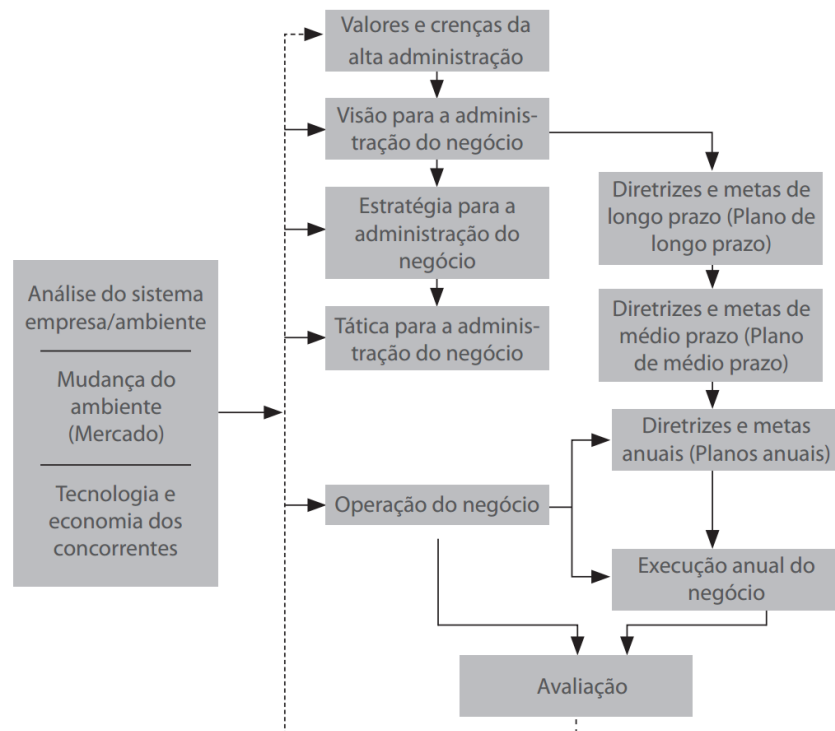 Valores e crenças da
alta administração
Visão para a adminis-
tração do negócio
Estratégia para a
administração do
negócio
Tática para a adminis-
tração do negócio
Análise do sistema
empresa/ambiente
Mudança do
ambiente
(Mercado)
Tecnologia e
economia dos
concorrentes
Operação do negócio
Diretrizes e metas de
longo prazo (Plano de
longo prazo)
Diretrizes e metas de
médio prazo (Plano
de médio prazo)
Diretrizes e metas
anuais (Planos anuais)
Execução anual do
negócio
Avaliação